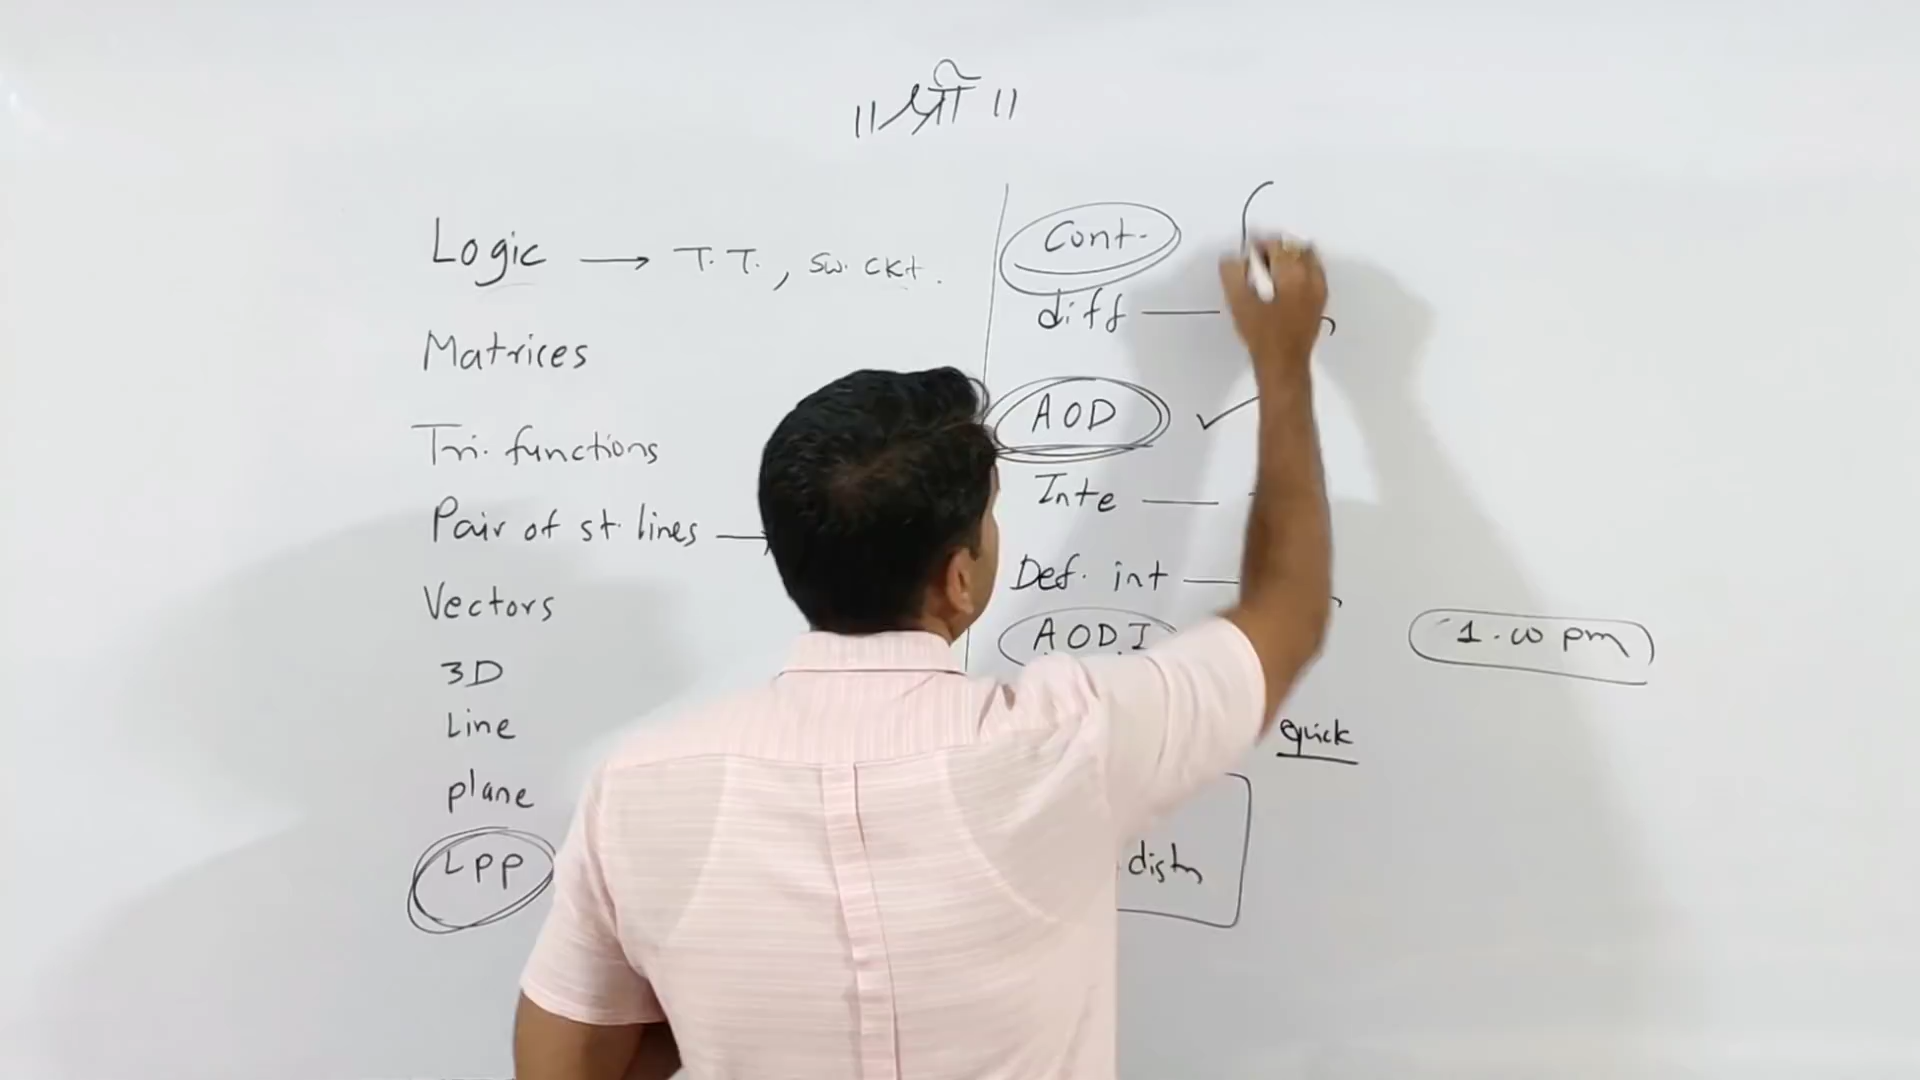 ॥ श्री ॥
Logic → T.T., sw. ckt.
Matrices
Tri. functions
Pair of st. lines →
Vectors
3D
Line
plane
LPP
Cont.
diff —
AOD ✓
Inte —
Def. int —
AODI
1.00 pm
quick
distn